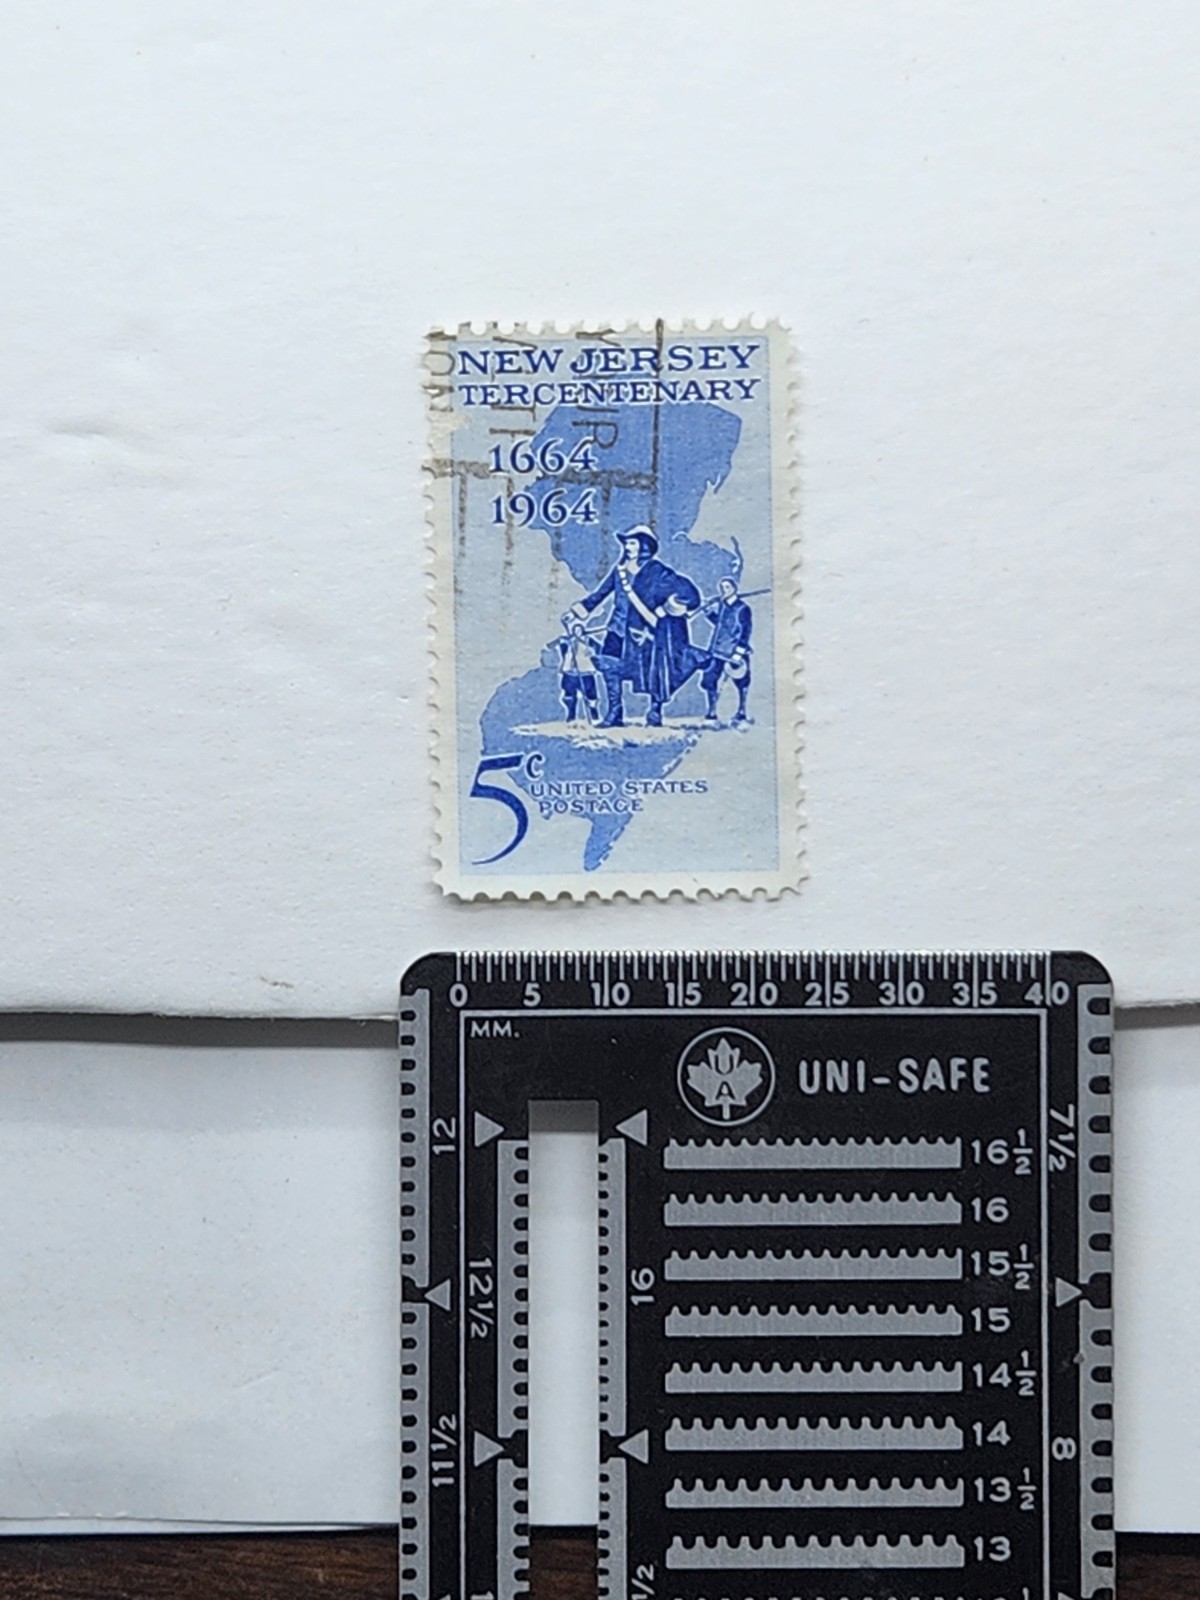 NEW JERSEY
TERCENTENARY
1664
1964
5c
UNITED STATES
POSTAGE
YOUR
0 5 10 15 20 25 30 35 40
MM.
U
A
UNI-SAFE
12
12½
11½
16
16½
16
15½
15
14½
14
13½
13
7½
8